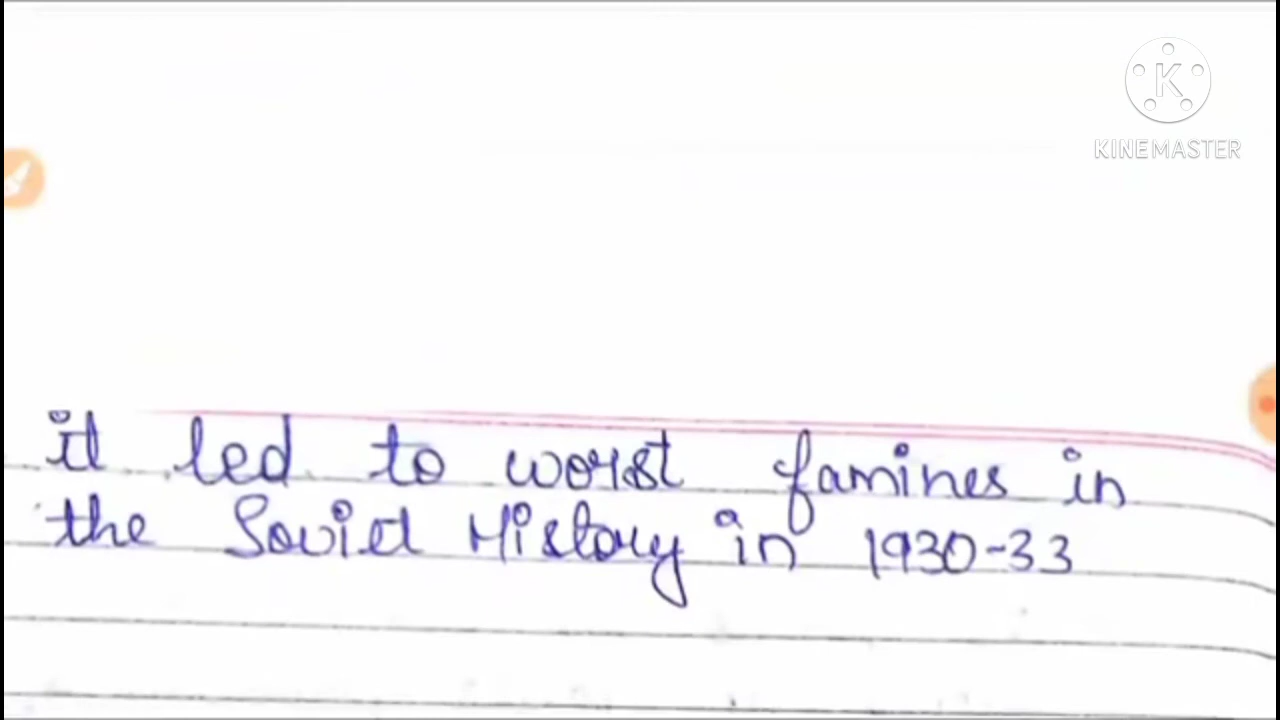 K
KINEMASTER
it led to worst famines in
the Soviet History in 1930-33